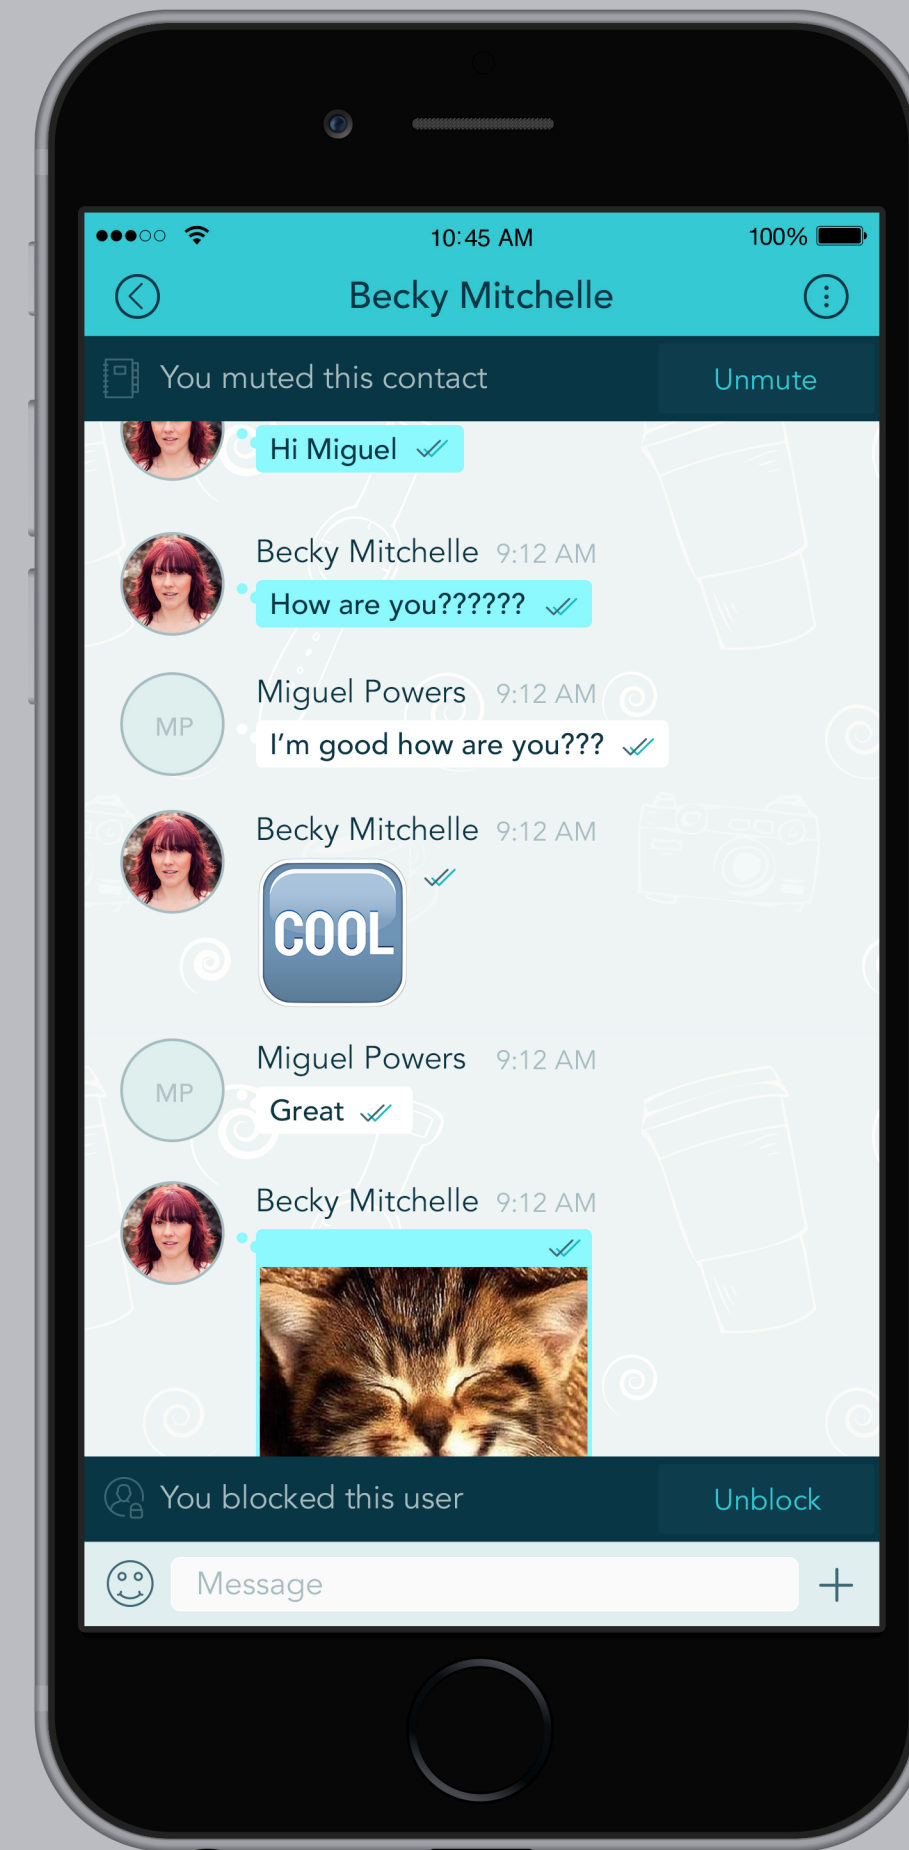 10:45 AM
100%
Becky Mitchelle
You muted this contact
Unmute
Hi Miguel
Becky Mitchelle 9:12 AM
How are you??????
Miguel Powers 9:12 AM
MP
I'm good how are you???
Becky Mitchelle 9:12 AM
COOL
Miguel Powers 9:12 AM
MP
Great
Becky Mitchelle 9:12 AM
You blocked this user
Unblock
Message